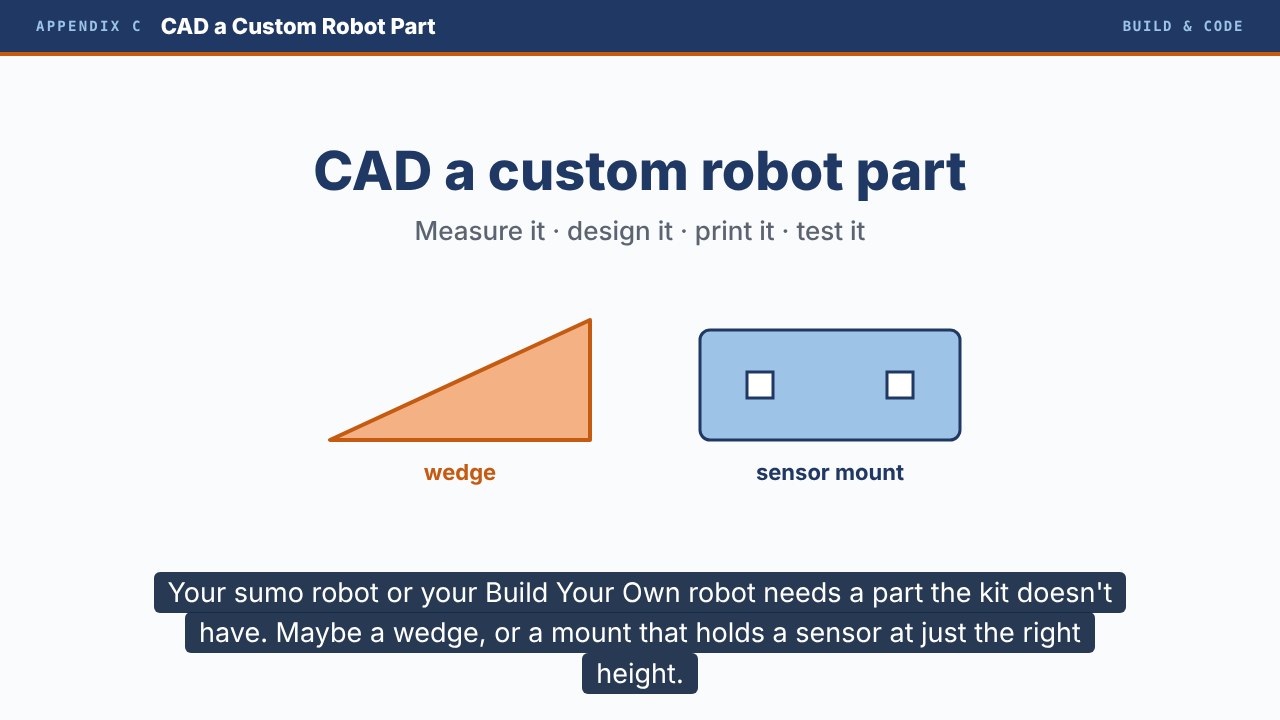 APPENDIX C CAD a Custom Robot Part BUILD & CODE
CAD a custom robot part
Measure it · design it · print it · test it
wedge sensor mount
Your sumo robot or your Build Your Own robot needs a part the kit doesn't
have. Maybe a wedge, or a mount that holds a sensor at just the right
height.